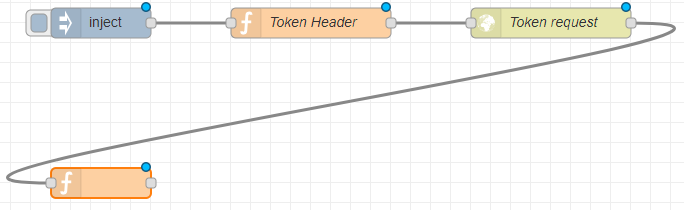 inject
Token Header
Token request